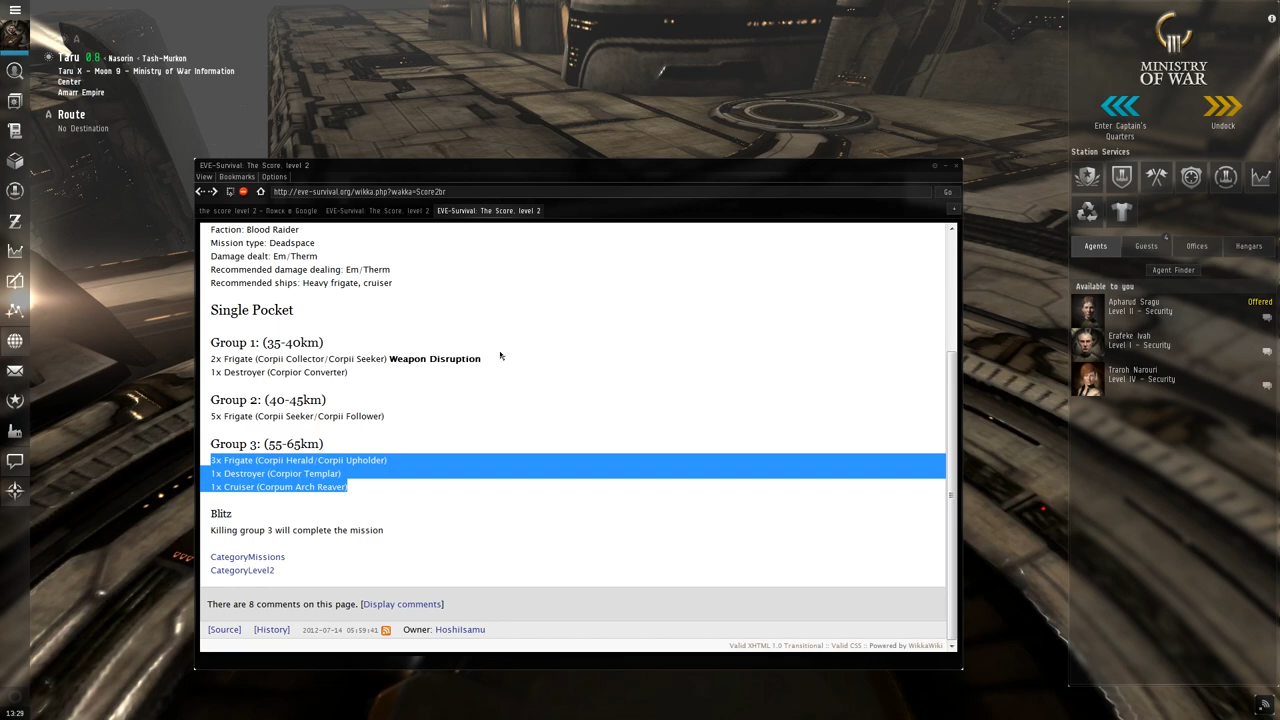 Taru 0.8 · Nasorin · Tash-Murkon
Taru X - Moon 9 - Ministry of War Information
Center
Amarr Empire
Route
No Destination
EVE-Survival: The Score, level 2
View Bookmarks Options
http://eve-survival.org/wikka.php?wakka=Score2br
Go
the score level 2 - Поиск в Google EVE-Survival: The Score, level 2 EVE-Survival: The Score, level 2
Faction: Blood Raider
Mission type: Deadspace
Damage dealt: Em/Therm
Recommended damage dealing: Em/Therm
Recommended ships: Heavy frigate, cruiser
Single Pocket
Group 1: (35-40km)
2x Frigate (Corpii Collector/Corpii Seeker) Weapon Disruption
1x Destroyer (Corpior Converter)
Group 2: (40-45km)
5x Frigate (Corpii Seeker/Corpii Follower)
Group 3: (55-65km)
3x Frigate (Corpii Herald/Corpii Upholder)
1x Destroyer (Corpior Templar)
1x Cruiser (Corpum Arch Reaver)
Blitz
Killing group 3 will complete the mission
CategoryMissions
CategoryLevel2
There are 8 comments on this page. [Display comments]
[Source] [History] 2012-07-14 05:59:41 Owner: HoshiIsamu
Valid XHTML 1.0 Transitional :: Valid CSS :: Powered by WikkaWiki
MINISTRY
OF WAR
Enter Captain's
Quarters
Undock
Station Services
Agents Guests 4 Offices Hangars
Agent Finder
Available to you
Apharud Sragu Offered
Level II - Security
Erafeke Ivah
Level I - Security
Traroh Narouri
Level IV - Security
13:29